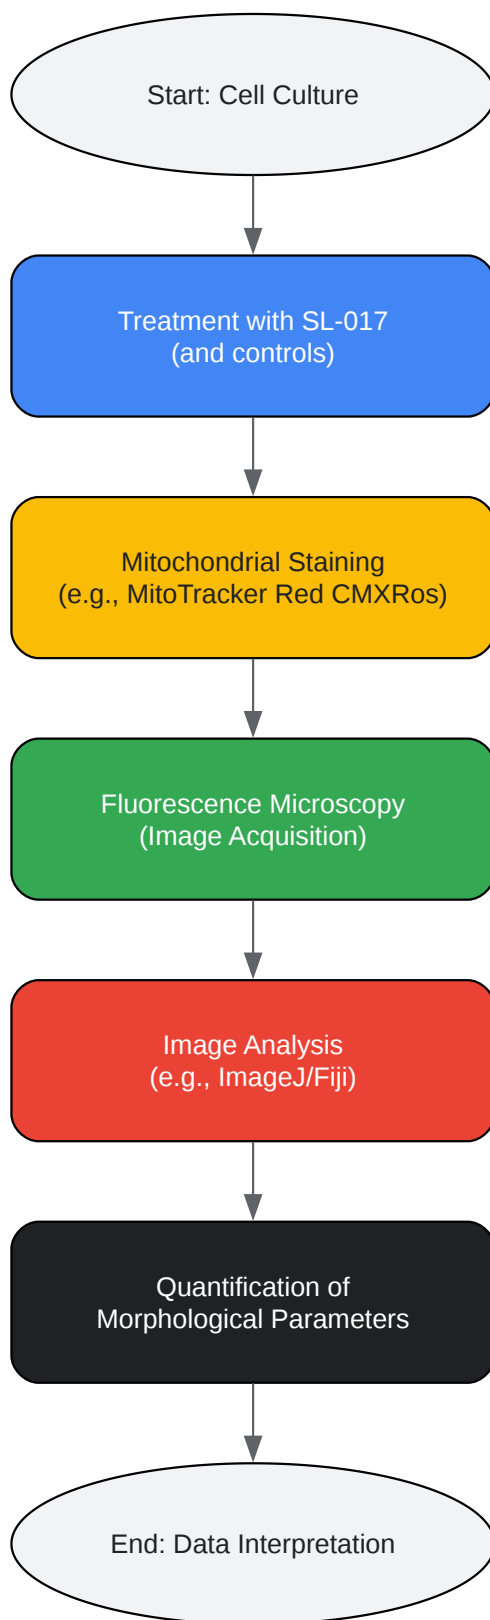 Start: Cell Culture
Treatment with SL-017
(and controls)
Mitochondrial Staining
(e.g., MitoTracker Red CMXRos)
Fluorescence Microscopy
(Image Acquisition)
Image Analysis
(e.g., ImageJ/Fiji)
Quantification of
Morphological Parameters
End: Data Interpretation